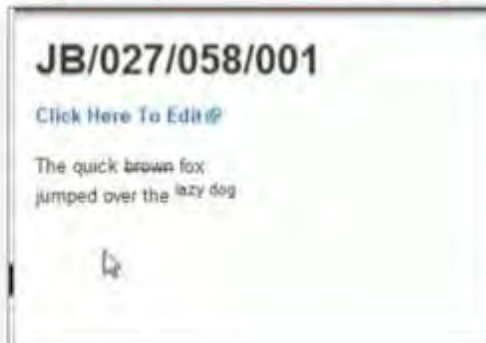 JB/027/058/001
Click Here To Edit
The quick brown fox
jumped over the lazy dog